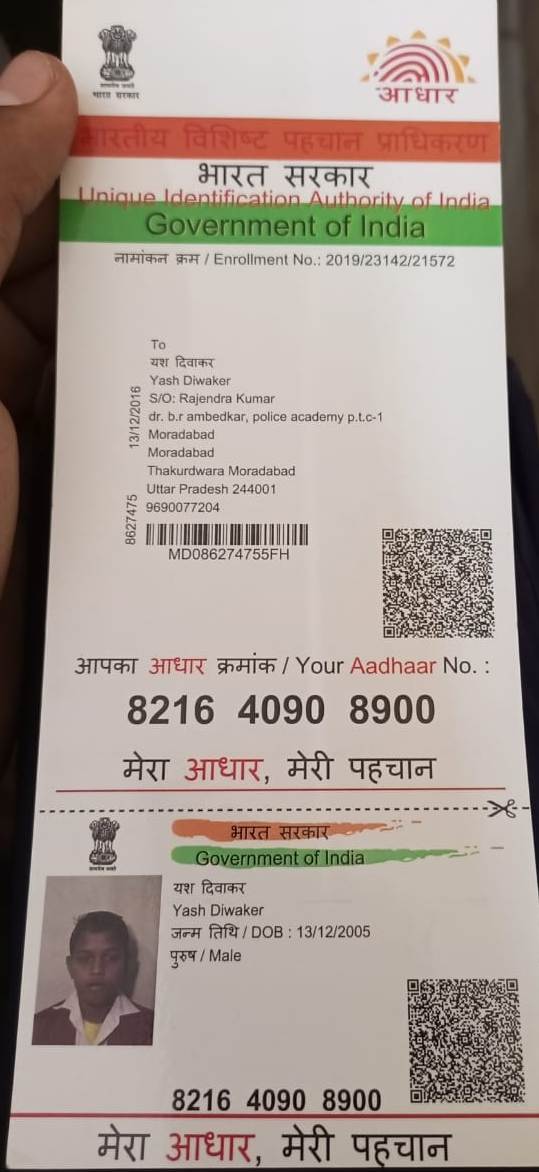 भारत सरकार
आधार
भारतीय विशिष्ट पहचान प्राधिकरण
भारत सरकार
Unique Identification Authority of India
Government of India
नामांकन क्रम / Enrollment No.: 2019/23142/21572
To
यश दिवाकर
Yash Diwaker
S/O: Rajendra Kumar
dr. b.r ambedkar, police academy p.t.c-1
Moradabad
Moradabad
Thakurdwara Moradabad
Uttar Pradesh 244001
9690077204
13/12/2016
8627475
MD086274755FH
आपका आधार क्रमांक / Your Aadhaar No. :
8216 4090 8900
मेरा आधार, मेरी पहचान
भारत सरकार
Government of India
यश दिवाकर
Yash Diwaker
जन्म तिथि / DOB : 13/12/2005
पुरुष / Male
8216 4090 8900
मेरा आधार, मेरी पहचान